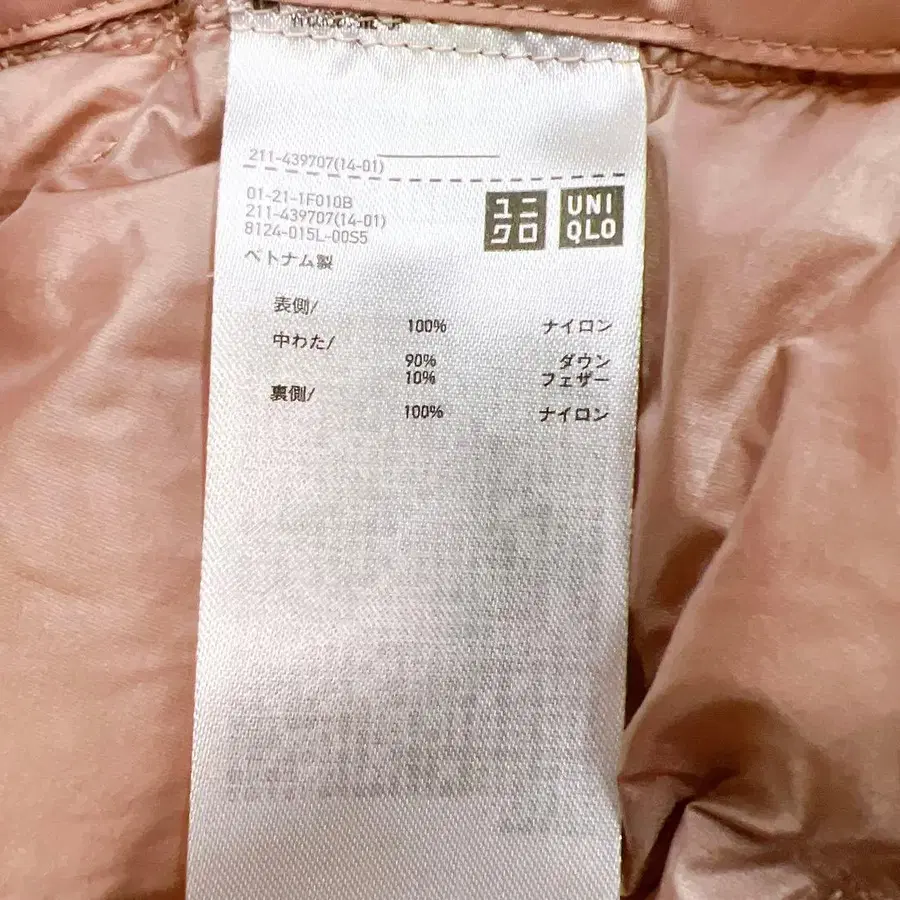 211-439707(14-01)
01-21-1F010B
211-439707(14-01)
8124-015L-00S5
ユニクロ
UNIQLO
ベトナム製
表側/
100% ナイロン
中わた/
90% ダウン
10% フェザー
裏側/
100% ナイロン